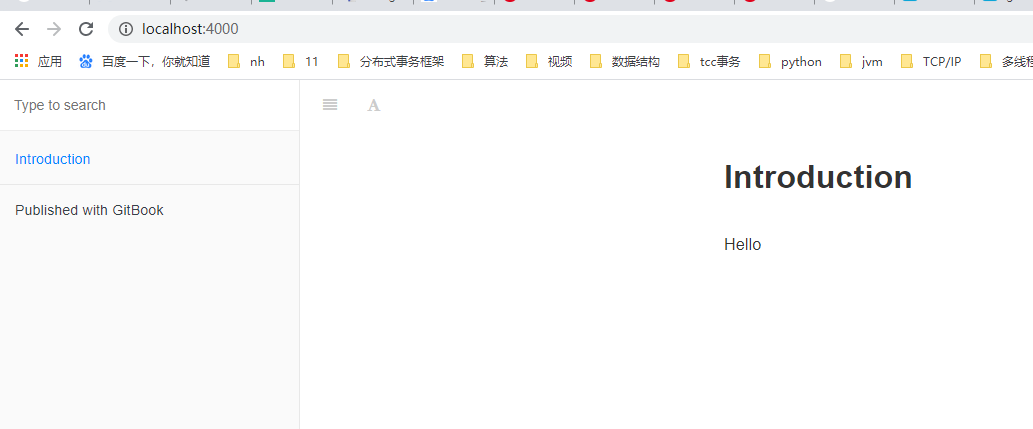 localhost:4000
应用 百度一下，你就知道 nh 11 分布式事务框架 算法 视频 数据结构 tcc事务 python jvm TCP/IP 多线程
Type to search
A
Introduction
Published with GitBook
Introduction
Hello